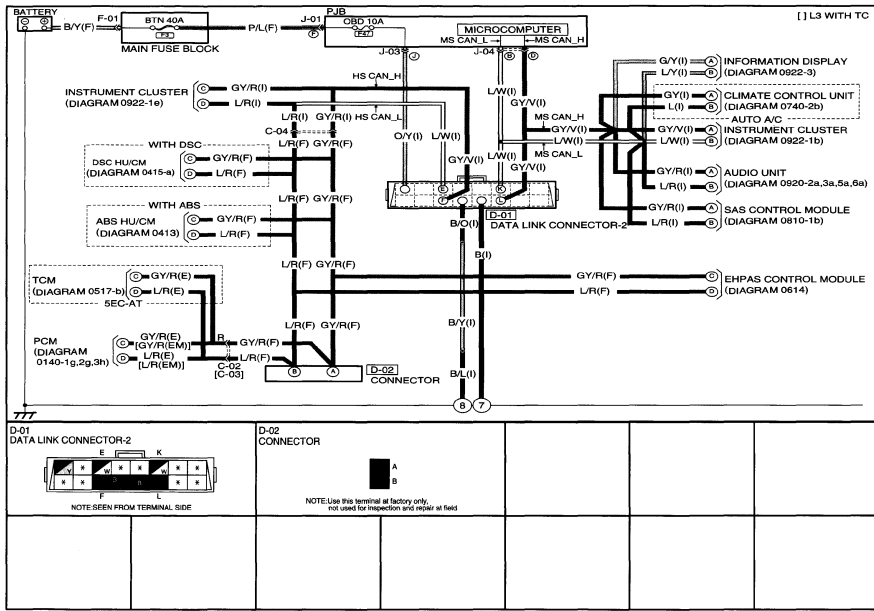 BATTERY
B/Y(F)
F-01
BTN 40A
F3
MAIN FUSE BLOCK
P/L(F)
J-01
F
PJB
OBD 10A
F47
MICROCOMPUTER
MS CAN_L
MS CAN_H
J-03
J
J-04
B
D
[ ] L3 WITH TC
INSTRUMENT CLUSTER
(DIAGRAM 0922-1e)
C GY/R(I)
D L/R(I)
HS CAN_H
HS CAN_L
L/R(I) GY/R(I)
C-04
L/R(F) GY/R(F)
O/Y(I)
L/W(I)
GY/V(I)
L/W(I)
GY/V(I)
L/W(I)
GY/V(I)
MS CAN_H
GY/V(I)
L/W(I)
MS CAN_L
G/Y(I) A INFORMATION DISPLAY
L/Y(I) B (DIAGRAM 0922-3)
GY(I) A CLIMATE CONTROL UNIT
L(I) B (DIAGRAM 0740-2b)
AUTO A/C
GY/V(I) A INSTRUMENT CLUSTER
L/W(I) B (DIAGRAM 0922-1b)
GY/R(I) A AUDIO UNIT
L/R(I) B (DIAGRAM 0920-2a,3a,5a,6a)
GY/R(I) A SAS CONTROL MODULE
L/R(I) B (DIAGRAM 0810-1b)
WITH DSC
DSC HU/CM
(DIAGRAM 0415-a)
C GY/R(F)
D L/R(F)
WITH ABS
ABS HU/CM
(DIAGRAM 0413)
C GY/R(F)
D L/R(F)
E
K
F
L
D-01
DATA LINK CONNECTOR-2
B/O(I)
B(I)
L/R(F) GY/R(F)
GY/R(F) C EHPAS CONTROL MODULE
L/R(F) D (DIAGRAM 0614)
TCM
(DIAGRAM 0517-b)
5EC-AT
C GY/R(E)
D L/R(E)
L/R(F) GY/R(F)
B/Y(I)
PCM
(DIAGRAM
0140-1g,2g,3h)
C GY/R(E)
[GY/R(EM)]
D L/R(E)
[L/R(EM)]
R
GY/R(F)
L/R(F)
C-02
[C-03]
B
A
D-02
CONNECTOR
B/L(I)
8
7
D-01
DATA LINK CONNECTOR-2
E K
Y * W * * W * *
* * B B
F L
NOTE:SEEN FROM TERMINAL SIDE
D-02
CONNECTOR
A
B
NOTE:Use this terminal at factory only,
not used for inspection and repair at field